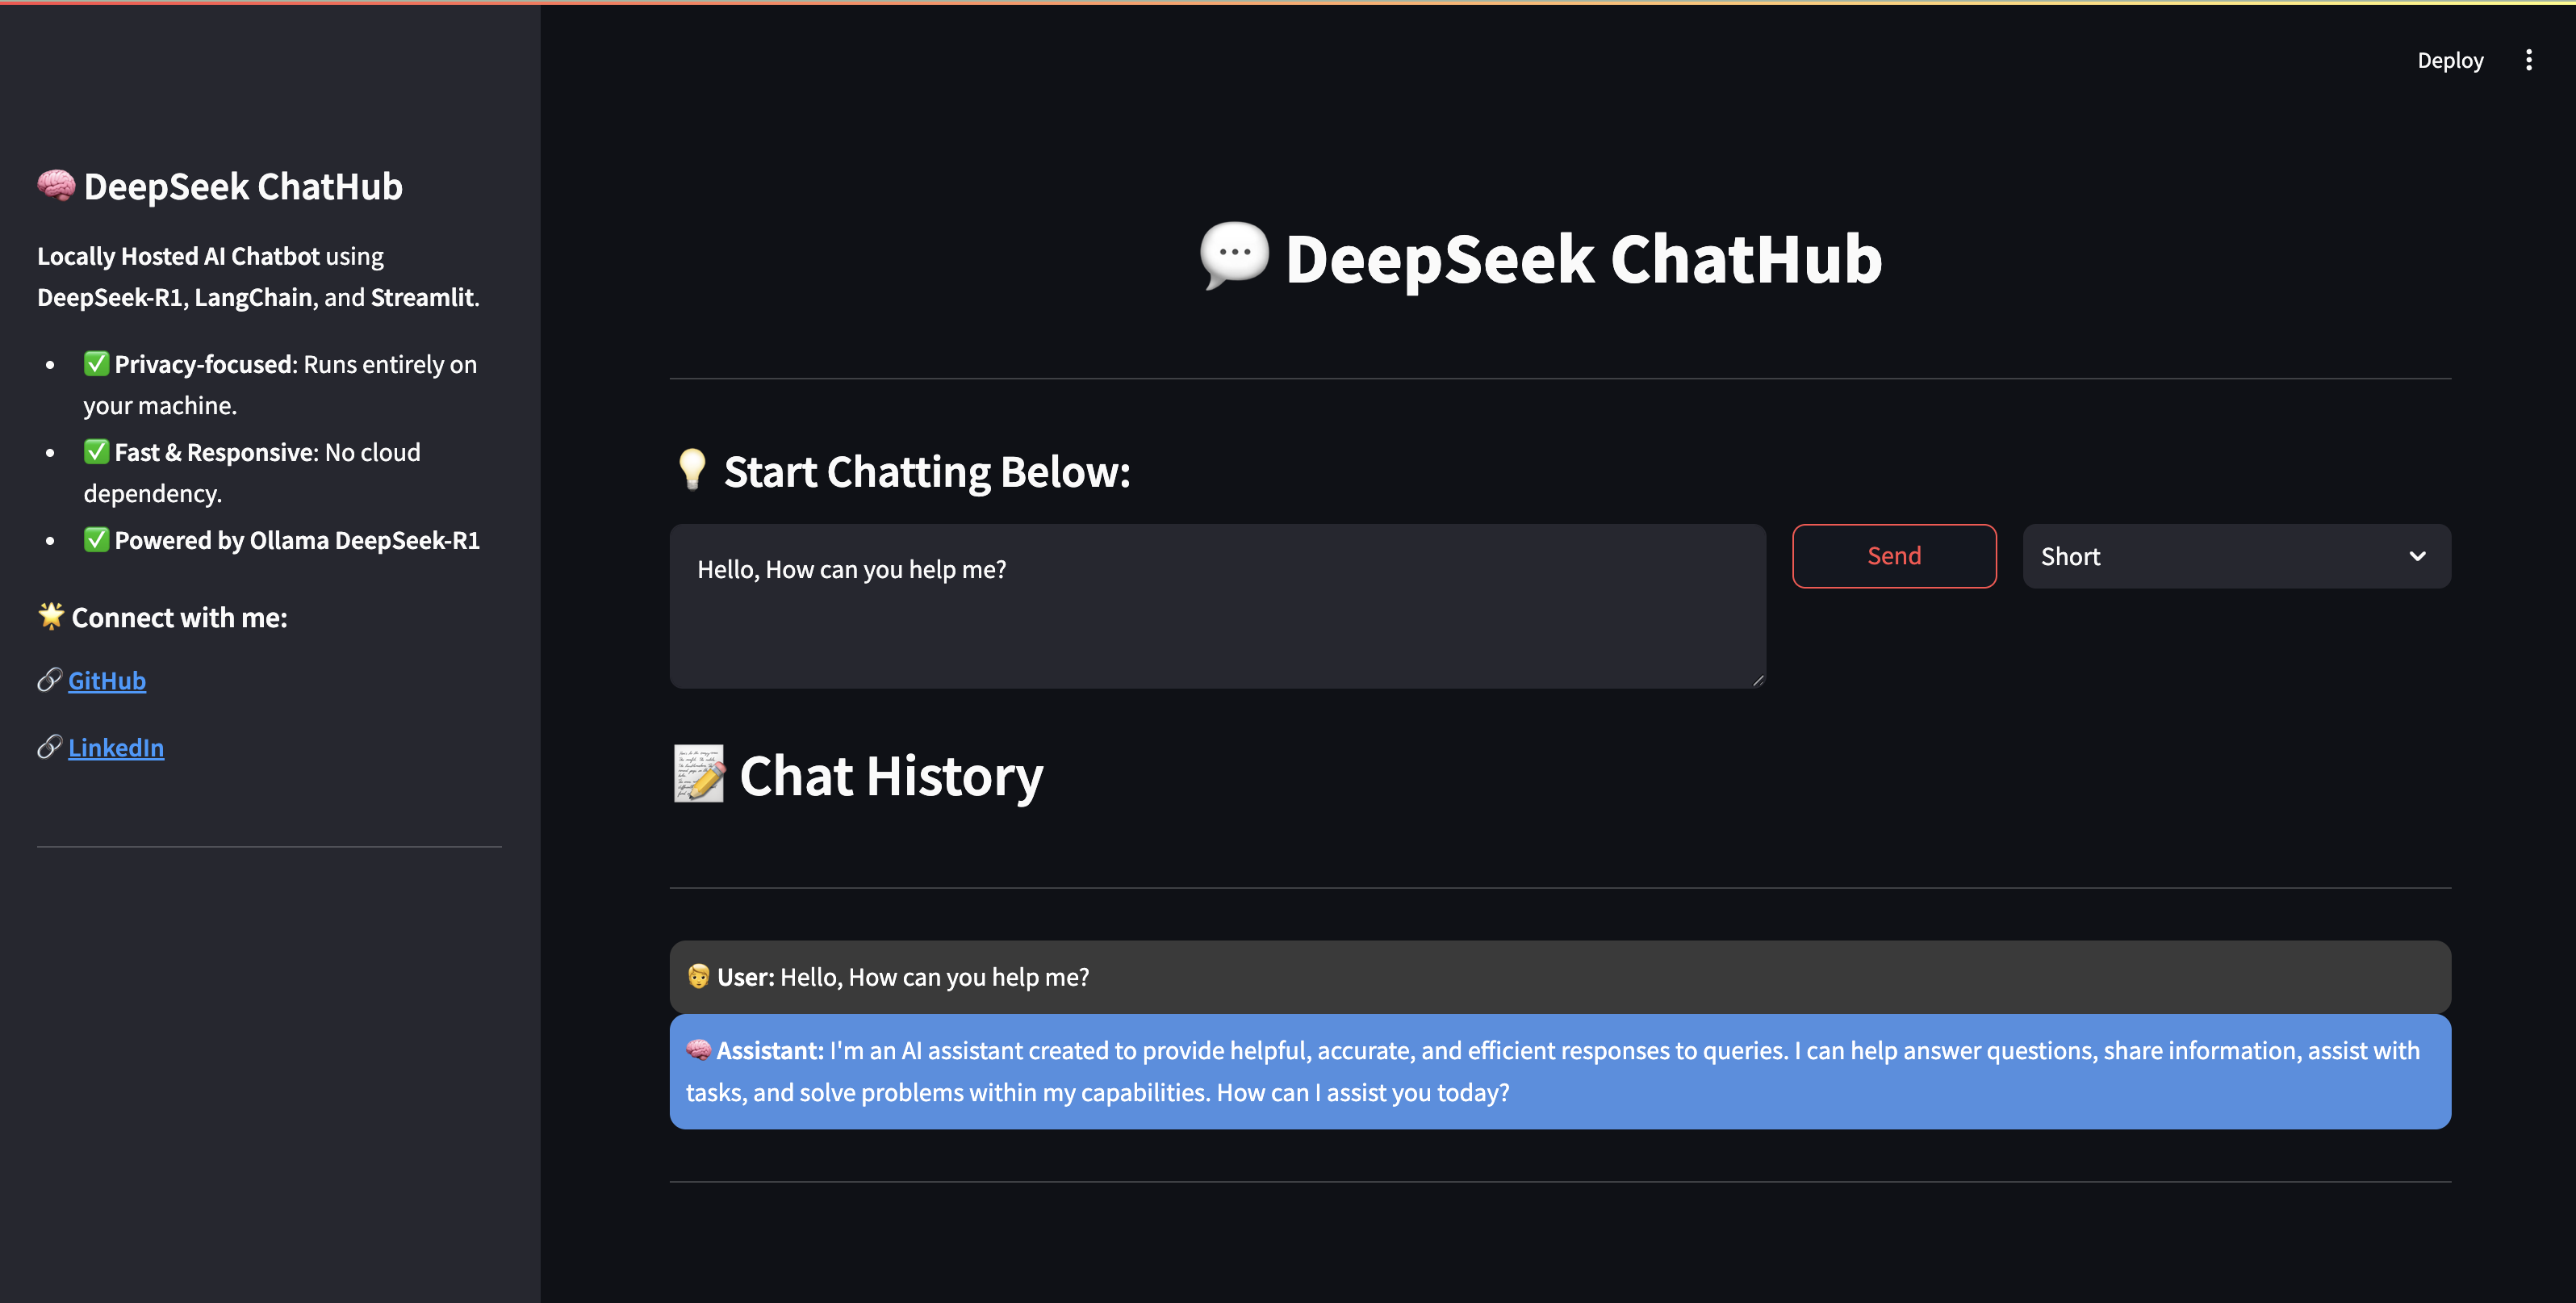 Deploy
🧠 DeepSeek ChatHub
Locally Hosted AI Chatbot using
DeepSeek-R1, LangChain, and Streamlit.
• ✅ Privacy-focused: Runs entirely on
your machine.
• ✅ Fast & Responsive: No cloud
dependency.
• ✅ Powered by Ollama DeepSeek-R1
🌟 Connect with me:
🔗 GitHub
🔗 LinkedIn
💬 DeepSeek ChatHub
💡 Start Chatting Below:
Hello, How can you help me?
Send
Short
📝 Chat History
🧑 User: Hello, How can you help me?
🧠 Assistant: I'm an AI assistant created to provide helpful, accurate, and efficient responses to queries. I can help answer questions, share information, assist with
tasks, and solve problems within my capabilities. How can I assist you today?